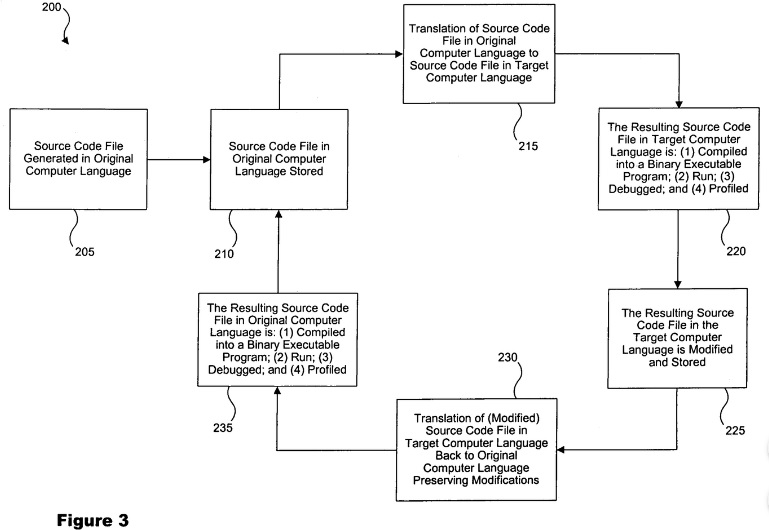 200
Translation of Source Code
File in Original
Computer Language to
Source Code File in Target
Computer Language
215
Source Code File
Generated in Original
Computer Language
205
Source Code File in
Original Computer
Language Stored
210
The Resulting Source Code
File in Target Computer
Language is: (1) Compiled
into a Binary Executable
Program; (2) Run; (3)
Debugged; and (4) Profiled
220
The Resulting Source Code
File in Original Computer
Language is: (1) Compiled
into a Binary Executable
Program; (2) Run; (3)
Debugged; and (4) Profiled
235
The Resulting Source
Code File in the
Target Computer
Language is Modified
and Stored
225
230
Translation of (Modified)
Source Code File in
Target Computer Language
Back to Original
Computer Language
Preserving Modifications
Figure 3